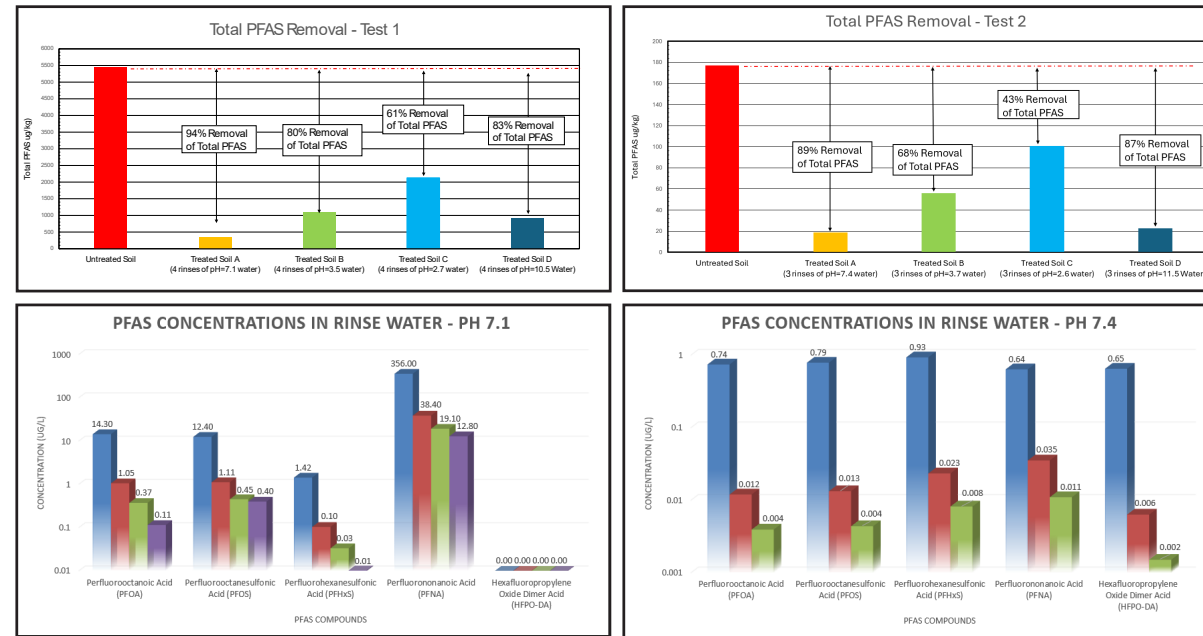 Total PFAS Removal - Test 1
Total PFAS ug/kg)
6000
5500
5000
4500
4000
3500
3000
2500
2000
1500
1000
500
0
94% Removal
of Total PFAS
80% Removal
of Total PFAS
61% Removal
of Total PFAS
83% Removal
of Total PFAS
Untreated Soil
Treated Soil A
(4 rinses of pH=7.1 water)
Treated Soil B
(4 rinses of pH=3.5 water)
Treated Soil C
(4 rinses of pH=2.7 water)
Treated Soil D
(4 rinses of pH=10.5 Water)
Total PFAS Removal - Test 2
Total PFAS ug/kg)
200
180
160
140
120
100
80
60
40
20
0
89% Removal
of Total PFAS
68% Removal
of Total PFAS
43% Removal
of Total PFAS
87% Removal
of Total PFAS
Untreated Soil
Treated Soil A
(3 rinses of pH=7.4 water)
Treated Soil B
(3 rinses of pH=3.7 water)
Treated Soil C
(3 rinses of pH=2.6 water)
Treated Soil D
(3 rinses of pH=11.5 Water
PFAS CONCENTRATIONS IN RINSE WATER - PH 7.1
CONCENTRATION (UG/L)
1000
100
10
1
0.1
0.01
14.30
1.05
0.37
0.11
12.40
1.11
0.45
0.40
1.42
0.10
0.03
0.01
356.00
38.40
19.10
12.80
0.00 0.00 0.00 0.00
Perfluorooctanoic Acid
(PFOA)
Perfluorooctanesulfonic
Acid (PFOS)
Perfluorohexanesulfonic
Acid (PFHxS)
Perfluorononanoic Acid
(PFNA)
Hexafluoropropylene
Oxide Dimer Acid
(HFPO-DA)
PFAS COMPOUNDS
PFAS CONCENTRATIONS IN RINSE WATER - PH 7.4
CONCENTRATION (UG/L)
1
0.1
0.01
0.001
0.74
0.012
0.004
0.79
0.013
0.004
0.93
0.023
0.008
0.64
0.035
0.011
0.65
0.006
0.002
Perfluorooctanoic Acid
(PFOA)
Perfluorooctanesulfonic
Acid (PFOS)
Perfluorohexanesulfonic
Acid (PFHxS)
Perfluorononanoic Acid
(PFNA)
Hexafluoropropylene
Oxide Dimer Acid
(HFPO-DA)
PFAS COMPOUNDS